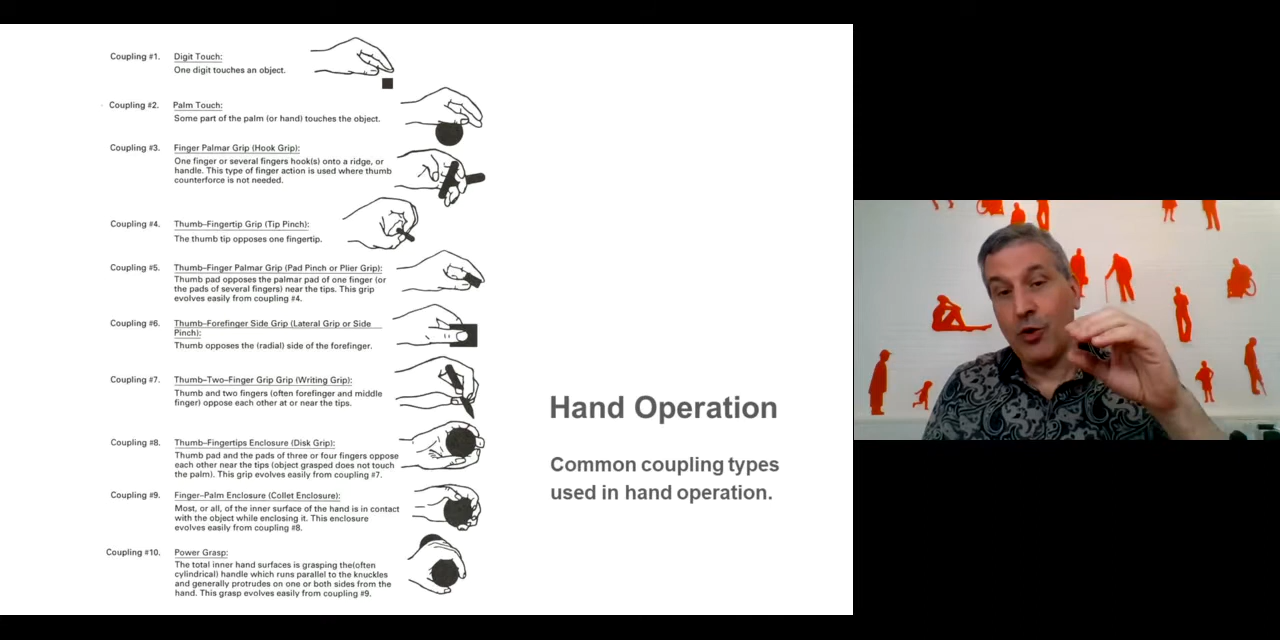 Coupling #1. Digit Touch:
One digit touches an object.
Coupling #2. Palm Touch:
Some part of the palm (or hand) touches the object.
Coupling #3. Finger Palmar Grip (Hook Grip):
One finger or several fingers hook(s) onto a ridge, or
handle. This type of finger action is used where thumb
counterforce is not needed.
Coupling #4. Thumb–Fingertip Grip (Tip Pinch):
The thumb tip opposes one fingertip.
Coupling #5. Thumb–Finger Palmar Grip (Pad Pinch or Plier Grip):
Thumb pad opposes the palmar pad of one finger (or
the pads of several fingers) near the tips. This grip
evolves easily from coupling #4.
Coupling #6. Thumb–Forefinger Side Grip (Lateral Grip or Side
Pinch):
Thumb opposes the (radial) side of the forefinger.
Coupling #7. Thumb–Two–Finger Grip Grip (Writing Grip):
Thumb and two fingers (often forefinger and middle
finger) oppose each other at or near the tips.
Coupling #8. Thumb–Fingertips Enclosure (Disk Grip):
Thumb pad and the pads of three or four fingers oppose
each other near the tips (object grasped does not touch
the palm). This grip evolves easily from coupling #7.
Coupling #9. Finger–Palm Enclosure (Collet Enclosure):
Most, or all, of the inner surface of the hand is in contact
with the object while enclosing it. This enclosure
evolves easily from coupling #8.
Coupling #10. Power Grasp:
The total inner hand surfaces is grasping the(often
cylindrical) handle which runs parallel to the knuckles
and generally protrudes on one or both sides from the
hand. This grasp evolves easily from coupling #9.
Hand Operation
Common coupling types
used in hand operation.